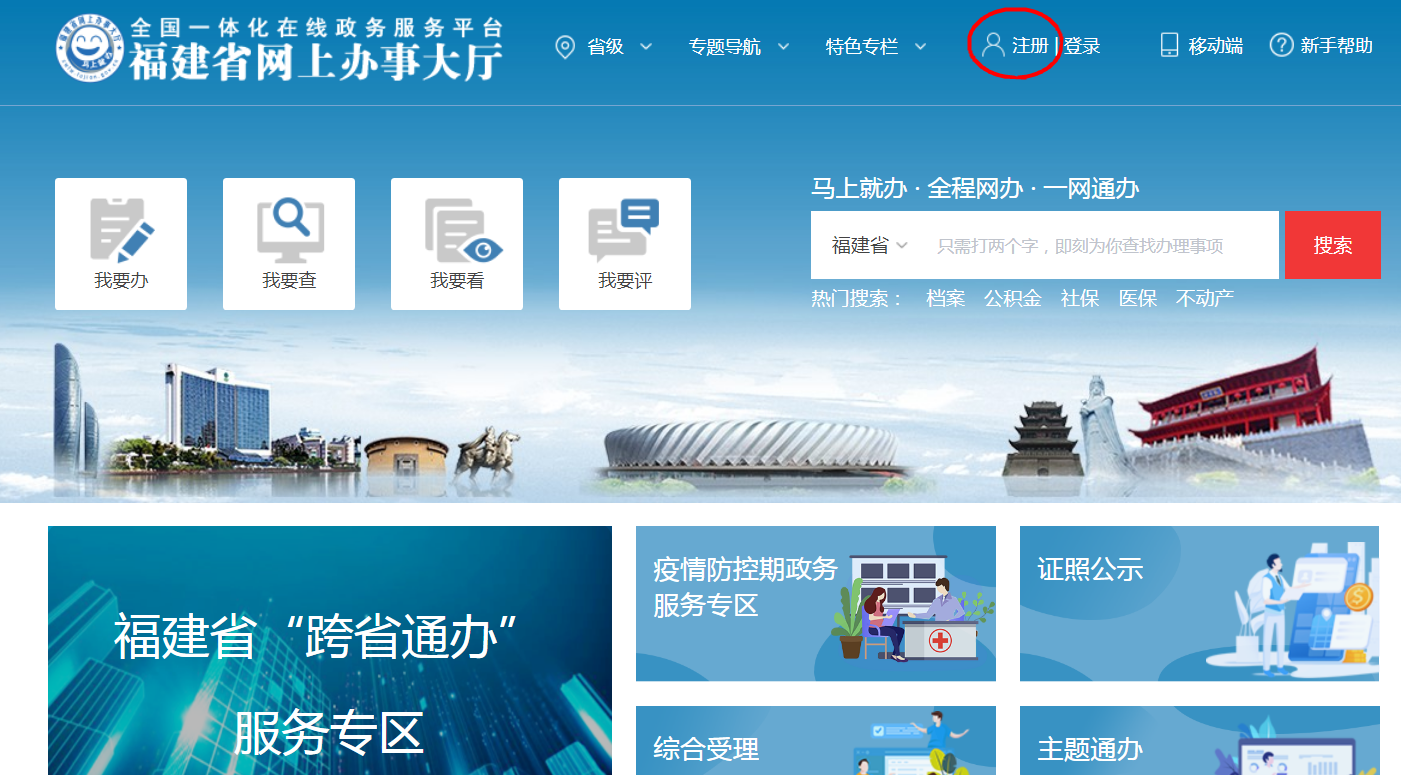 全国一体化在线政务服务平台
福建省网上办事大厅
省级
专题导航
特色专栏
注册 | 登录
移动端
新手帮助
马上就办 · 全程网办 · 一网通办
福建省
只需打两个字，即刻为你查找办理事项
搜索
热门搜索： 档案 公积金 社保 医保 不动产
我要办
我要查
我要看
我要评
福建省“跨省通办”
服务专区
疫情防控期政务
服务专区
证照公示
综合受理
主题通办